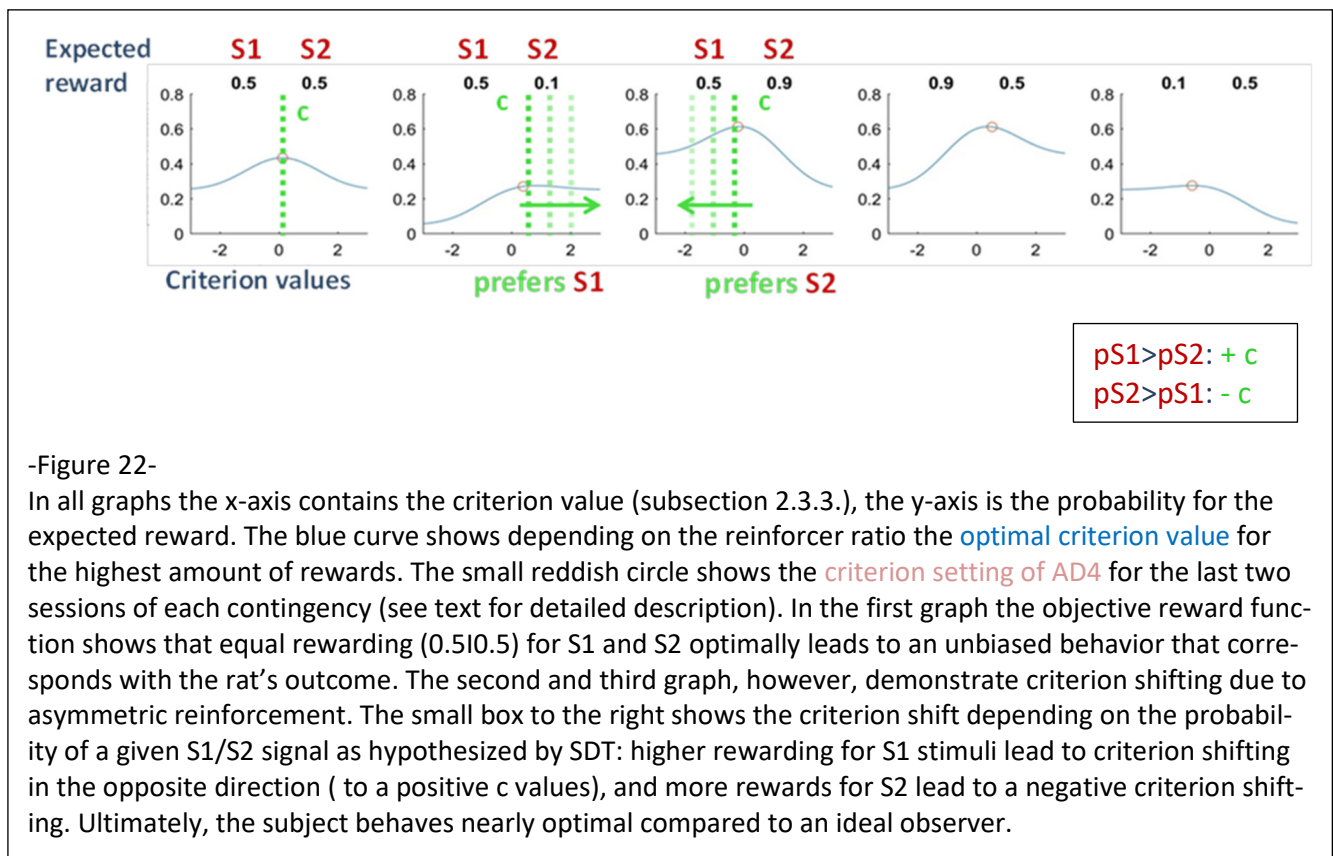 Expected S1 S2 S1 S2 S1 S2
reward 0.5 0.5 0.5 0.1 0.5 0.9 0.9 0.5 0.1 0.5
0.8 0.8 0.8 0.8 0.8
c c c
0.6 0.6 0.6 0.6 0.6
0.4 0.4 0.4 0.4 0.4
0.2 0.2 0.2 0.2 0.2
0 0 0 0 0
-2 0 2 -2 0 2 -2 0 2 -2 0 2 -2 0 2
Criterion values prefers S1 prefers S2
pS1>pS2: + c
pS2>pS1: - c
-Figure 22-
In all graphs the x-axis contains the criterion value (subsection 2.3.3.), the y-axis is the probability for the
expected reward. The blue curve shows depending on the reinforcer ratio the optimal criterion value for
the highest amount of rewards. The small reddish circle shows the criterion setting of AD4 for the last two
sessions of each contingency (see text for detailed description). In the first graph the objective reward func-
tion shows that equal rewarding (0.5I0.5) for S1 and S2 optimally leads to an unbiased behavior that corre-
sponds with the rat's outcome. The second and third graph, however, demonstrate criterion shifting due to
asymmetric reinforcement. The small box to the right shows the criterion shift depending on the probabil-
ity of a given S1/S2 signal as hypothesized by SDT: higher rewarding for S1 stimuli lead to criterion shifting
in the opposite direction ( to a positive c values), and more rewards for S2 lead to a negative criterion shift-
ing. Ultimately, the subject behaves nearly optimal compared to an ideal observer.